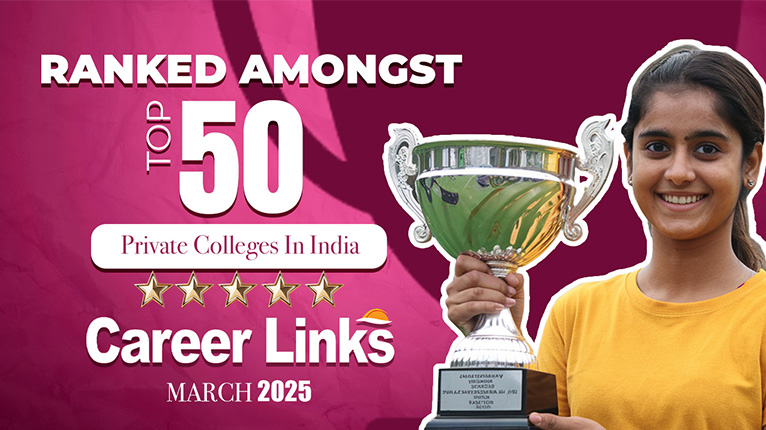 RANKED AMONGST
TOP
50
Private Colleges In India
Career Links
MARCH 2025